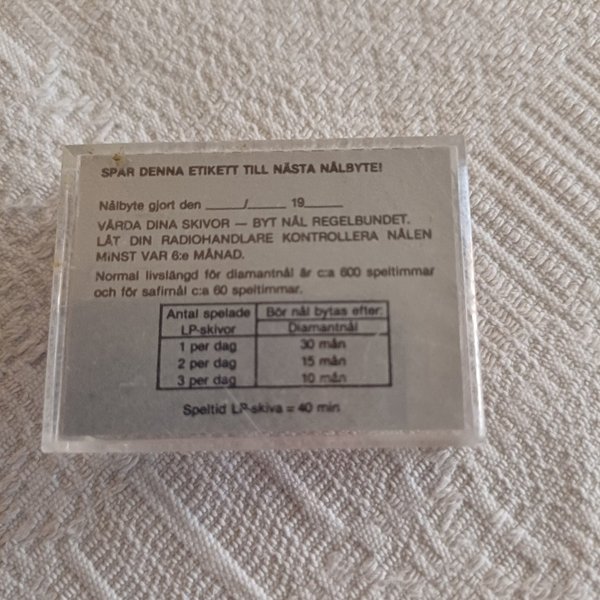 SPAR DENNA ETIKETT TILL NÄSTA NÅLBYTE!
Nålbyte gjort den ______/______ 19______
VÅRDA DINA SKIVOR — BYT NÅL REGELBUNDET.
LÅT DIN RADIOHANDLARE KONTROLLERA NÅLEN
MINST VAR 6:e MÅNAD.
Normal livslängd för diamantnål är c:a 600 speltimmar
och för safirnål c:a 60 speltimmar.
Antal spelade Bör nål bytas efter:
LP-skivor Diamantnål
1 per dag 30 mån
2 per dag 15 mån
3 per dag 10 mån
Speltid LP-skiva = 40 min